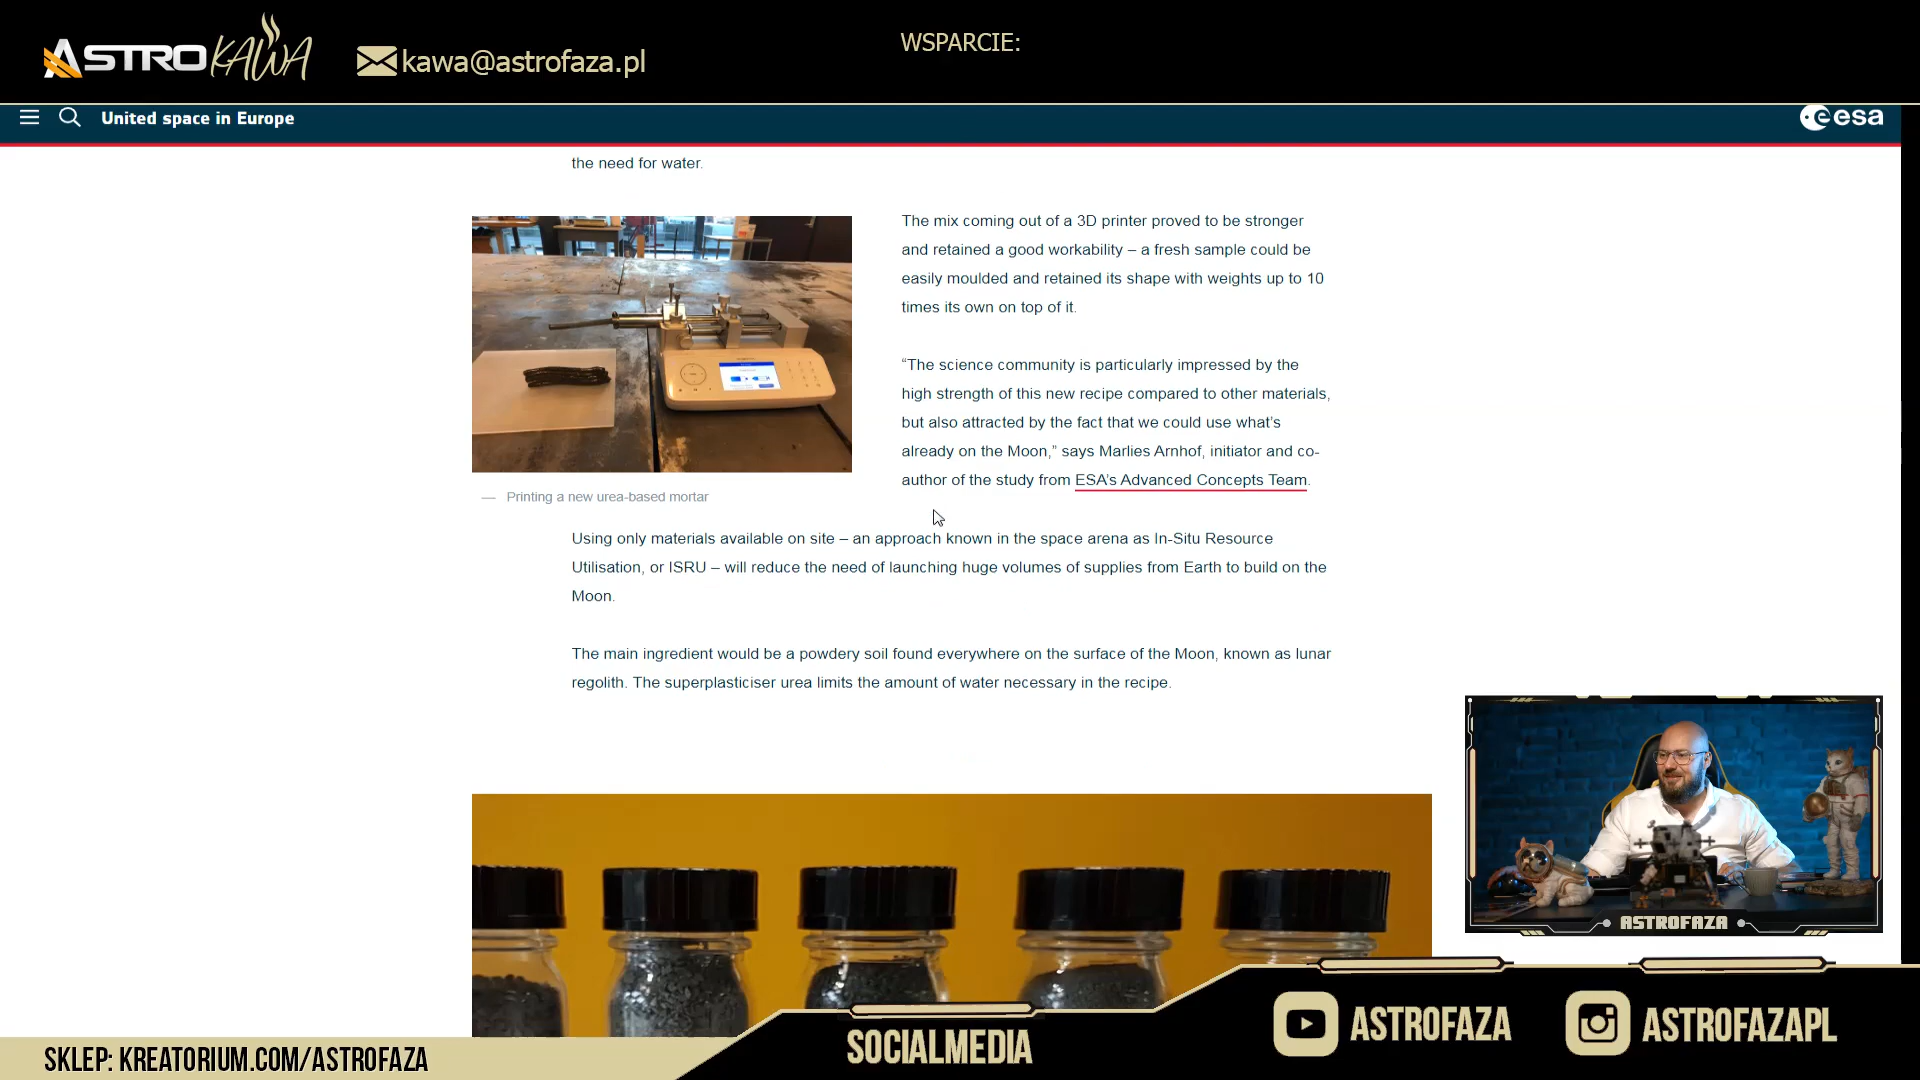 ASTRO KAWA
kawa@astrofaza.pl
WSPARCIE:
United space in Europe
esa
the need for water.
The mix coming out of a 3D printer proved to be stronger
and retained a good workability – a fresh sample could be
easily moulded and retained its shape with weights up to 10
times its own on top of it.
“The science community is particularly impressed by the
high strength of this new recipe compared to other materials,
but also attracted by the fact that we could use what’s
already on the Moon,” says Marlies Arnhof, initiator and co-
author of the study from ESA’s Advanced Concepts Team.
— Printing a new urea-based mortar
Using only materials available on site – an approach known in the space arena as In-Situ Resource
Utilisation, or ISRU – will reduce the need of launching huge volumes of supplies from Earth to build on the
Moon.
The main ingredient would be a powdery soil found everywhere on the surface of the Moon, known as lunar
regolith. The superplasticiser urea limits the amount of water necessary in the recipe.
ASTROFAZA
SKLEP: KREATORIUM.COM/ASTROFAZA
SOCIALMEDIA
ASTROFAZA
ASTROFAZAPL